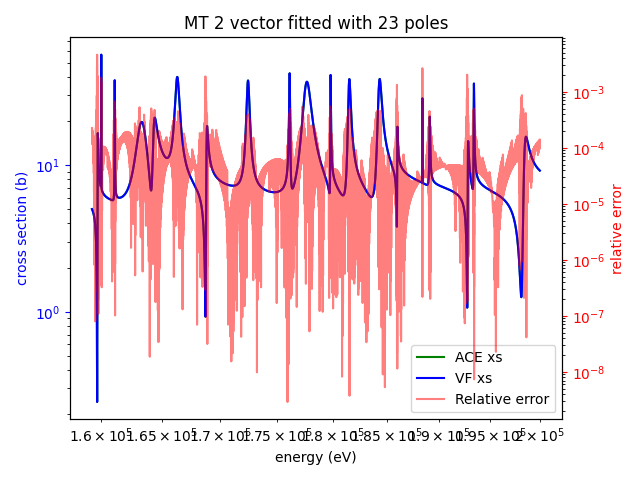 MT 2 vector fitted with 23 poles
cross section (b)
10¹
10⁰
relative error
10⁻³
10⁻⁴
10⁻⁵
10⁻⁶
10⁻⁷
10⁻⁸
ACE xs
VF xs
Relative error
1.6 × 10⁵ 1.65 × 10⁵ 1.7 × 10⁵ 1.75 × 10⁵ 1.8 × 10⁵ 1.85 × 10⁵ 1.9 × 10⁵ 1.95 × 10⁵ 2 × 10⁵
energy (eV)